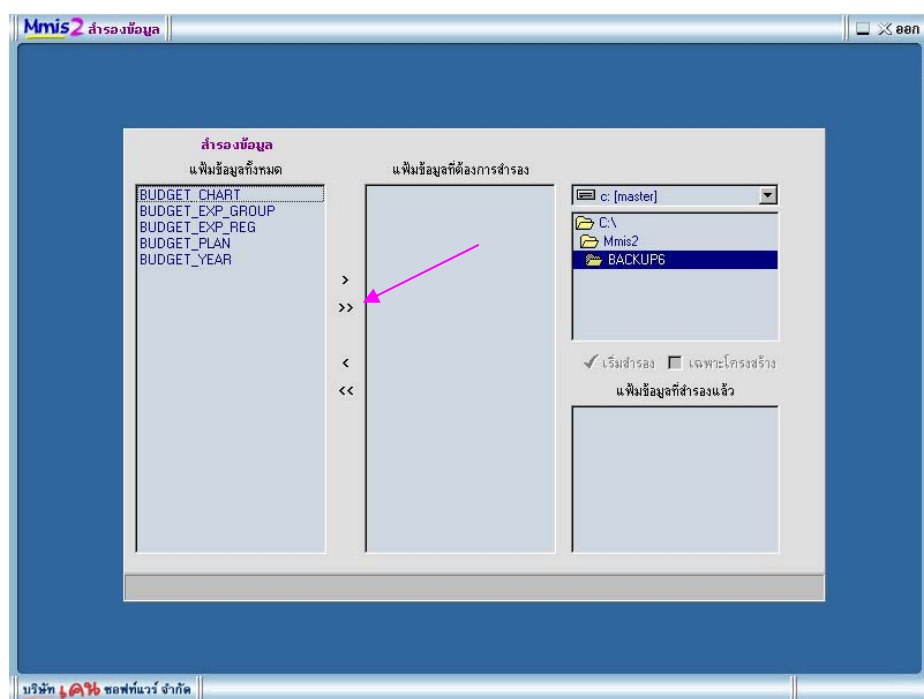 Mmis2 สำรองข้อมูล
ออก
สำรองข้อมูล
แฟ้มข้อมูลทั้งหมด
แฟ้มข้อมูลที่ต้องการสำรอง
BUDGET_CHART
BUDGET_EXP_GROUP
BUDGET_EXP_REG
BUDGET_PLAN
BUDGET_YEAR
>
>>
<
<<
c: [master]
C:\
Mmis2
BACKUP6
เริ่มสำรอง เฉพาะโครงสร้าง
แฟ้มข้อมูลที่สำรองแล้ว
บริษัท เคน ซอฟท์แวร์ จำกัด